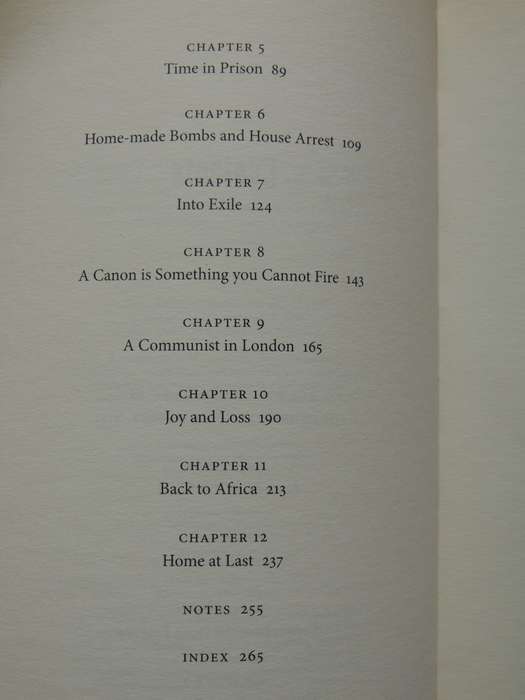 CHAPTER 5
Time in Prison 89
CHAPTER 6
Home-made Bombs and House Arrest 109
CHAPTER 7
Into Exile 124
CHAPTER 8
A Canon is Something you Cannot Fire 143
CHAPTER 9
A Communist in London 165
CHAPTER 10
Joy and Loss 190
CHAPTER 11
Back to Africa 213
CHAPTER 12
Home at Last 237
NOTES 255
INDEX 265